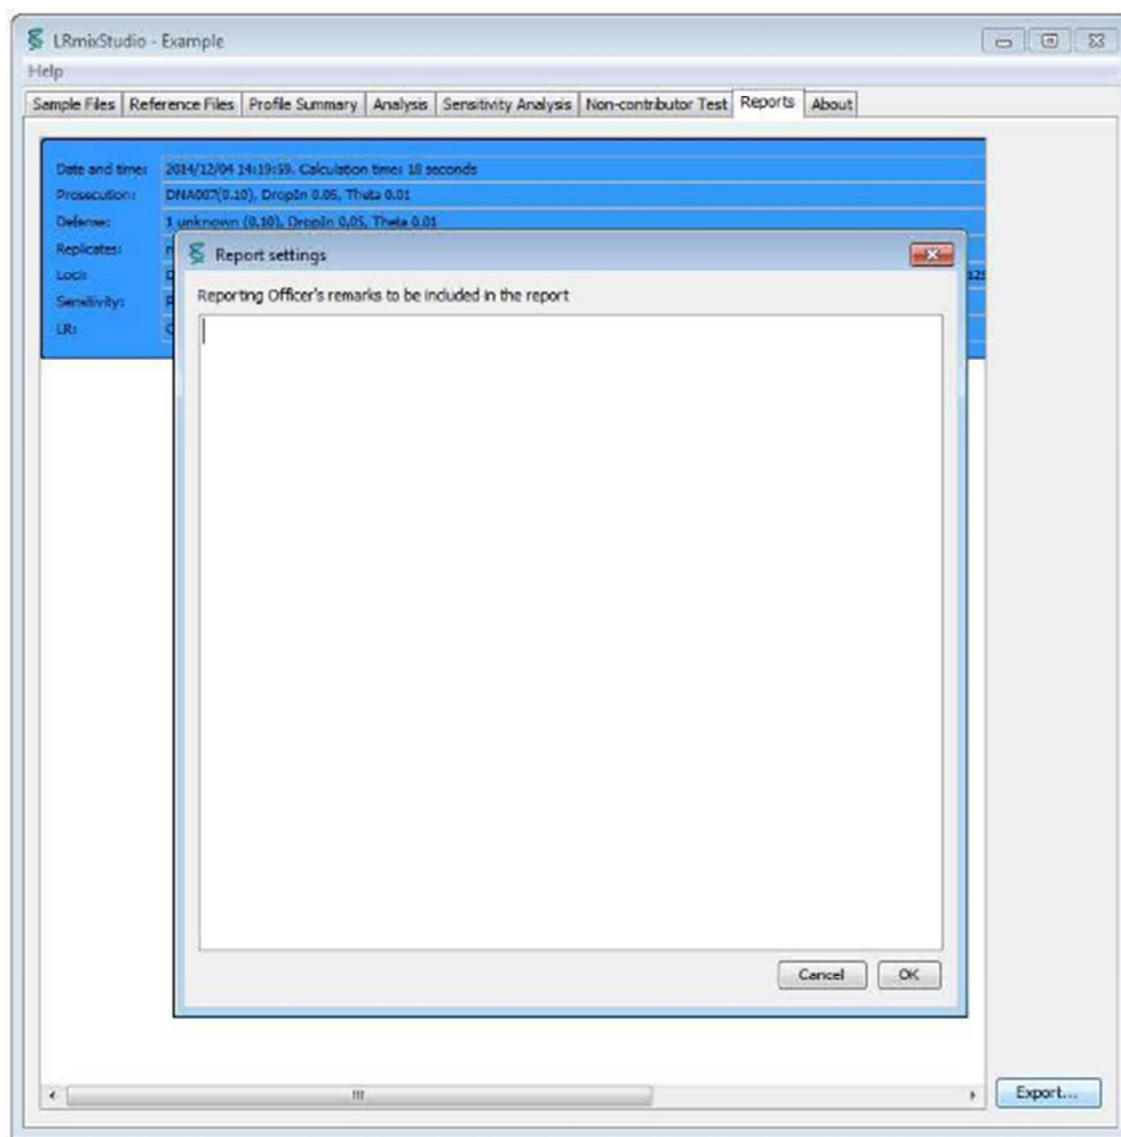 LRmixStudio - Example
Help
Sample Files Reference Files Profile Summary Analysis Sensitivity Analysis Non-contributor Test Reports About
Date and time: 2014/12/04 14:19:59. Calculation time: 18 seconds
Prosecution: DNA007(0.10), DropIn 0.05, Theta 0.01
Defense: 1 unknown (0.10), DropIn 0.05, Theta 0.01
Replicates:
Loci:
Sensitivity:
LR:
Report settings
Reporting Officer's remarks to be included in the report
Cancel OK
Export...